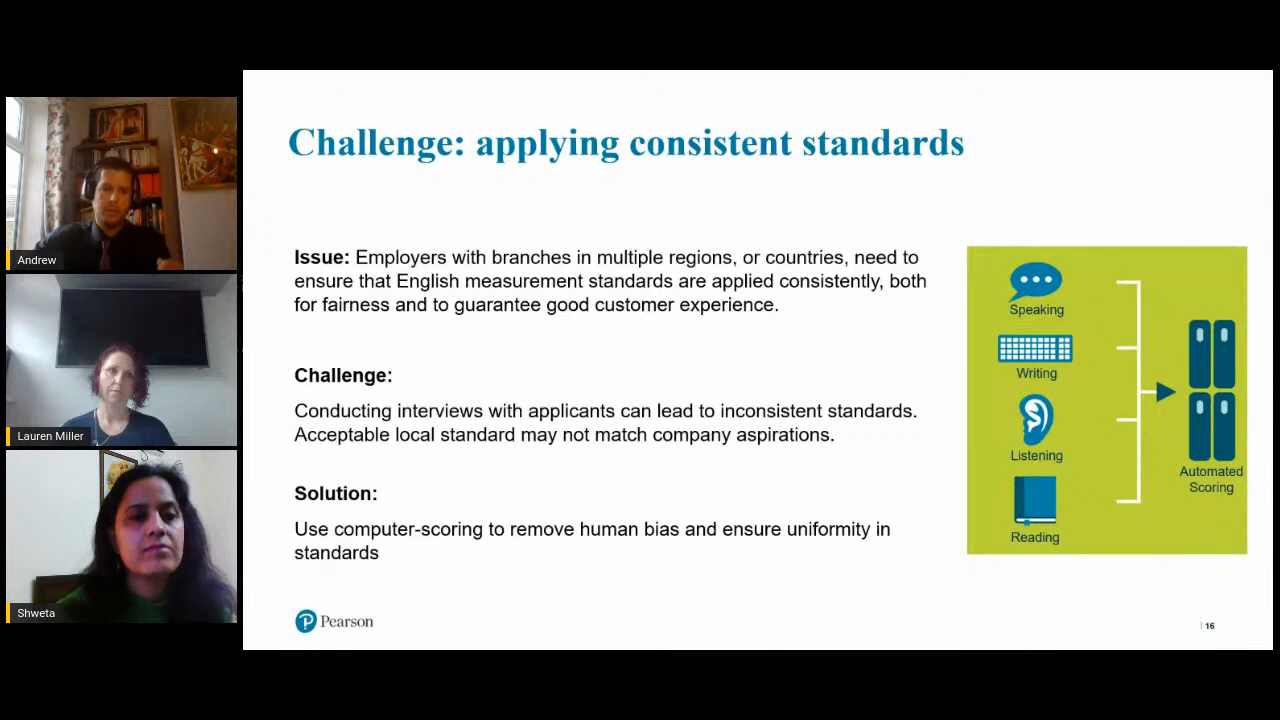 Challenge: applying consistent standards
Issue: Employers with branches in multiple regions, or countries, need to
ensure that English measurement standards are applied consistently, both
for fairness and to guarantee good customer experience.
Challenge:
Conducting interviews with applicants can lead to inconsistent standards.
Acceptable local standard may not match company aspirations.
Solution:
Use computer-scoring to remove human bias and ensure uniformity in
standards
Speaking
Writing
Listening
Reading
Automated
Scoring
Pearson
16
Andrew
Lauren Miller
Shweta